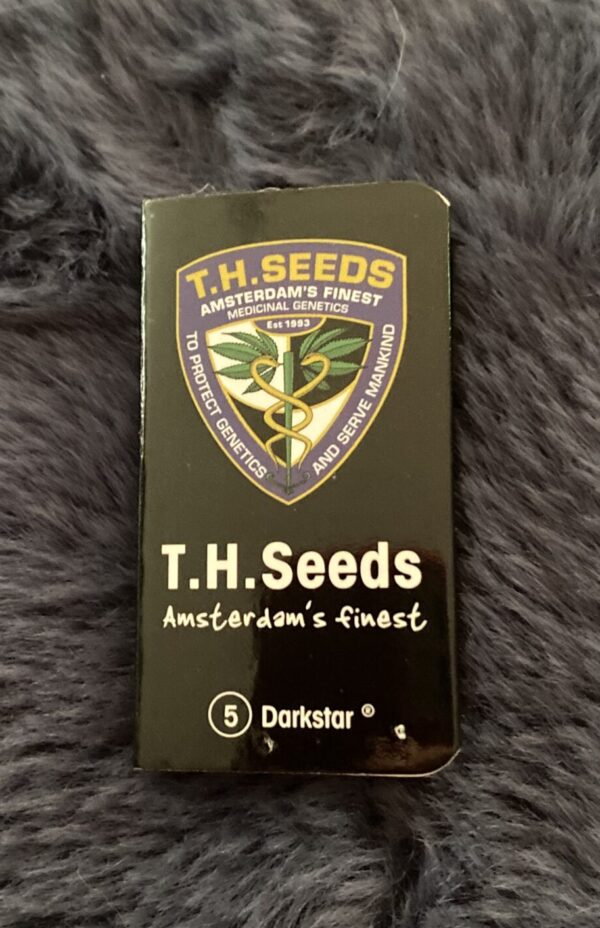 T.H.SEEDS
AMSTERDAM'S FINEST
MEDICINAL GENETICS
Est 1993
TO PROTECT GENETICS
AND SERVE MANKIND
T.H.Seeds
Amsterdam's finest
5 Darkstar ®